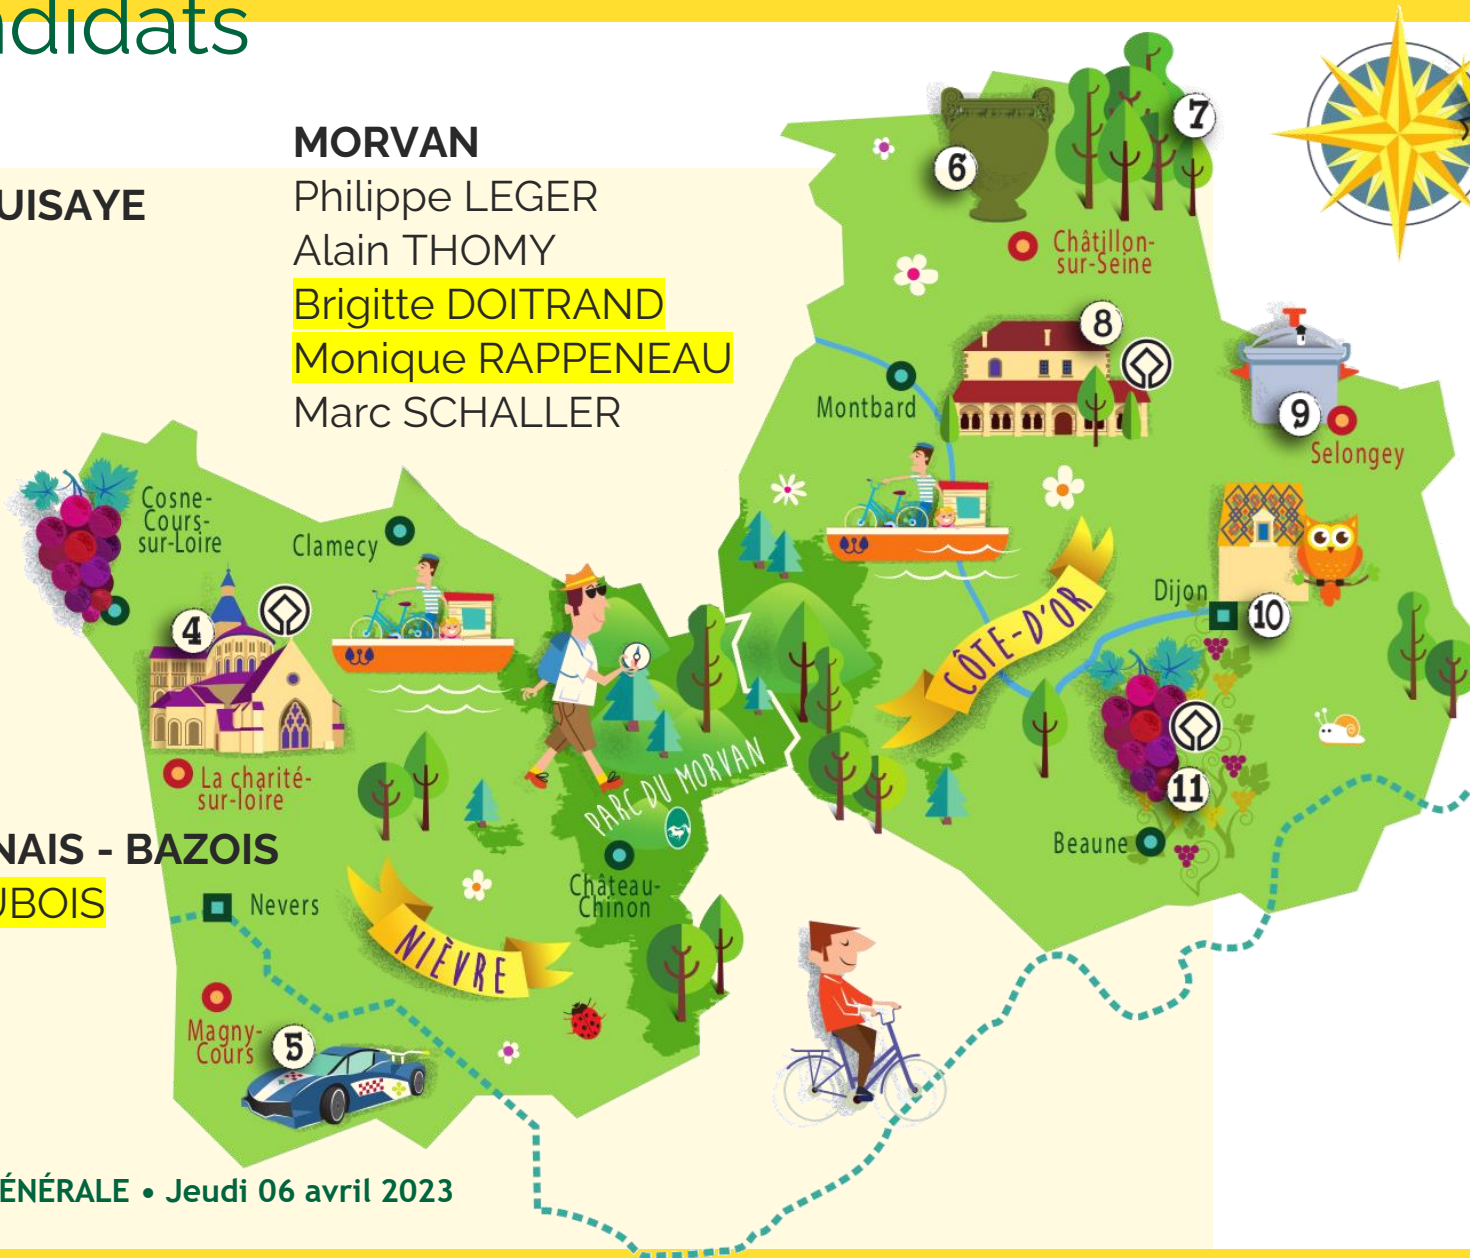 ndidats
UISAYE
MORVAN
Philippe LEGER
Alain THOMY
Brigitte DOITRAND
Monique RAPPENEAU
Marc SCHALLER
NAIS - BAZOIS
UBOIS
6
7
Châtillon-
sur-Seine
8
Montbard
9
Selongey
Cosne-
Cours-
sur-Loire
Clamecy
4
La charité-
sur-loire
CÔTE-D'OR
Dijon
10
11
Beaune
PARC DU MORVAN
Château-
Chinon
Nevers
NIÈVRE
Magny-
Cours
5
ÉNÉRALE • Jeudi 06 avril 2023